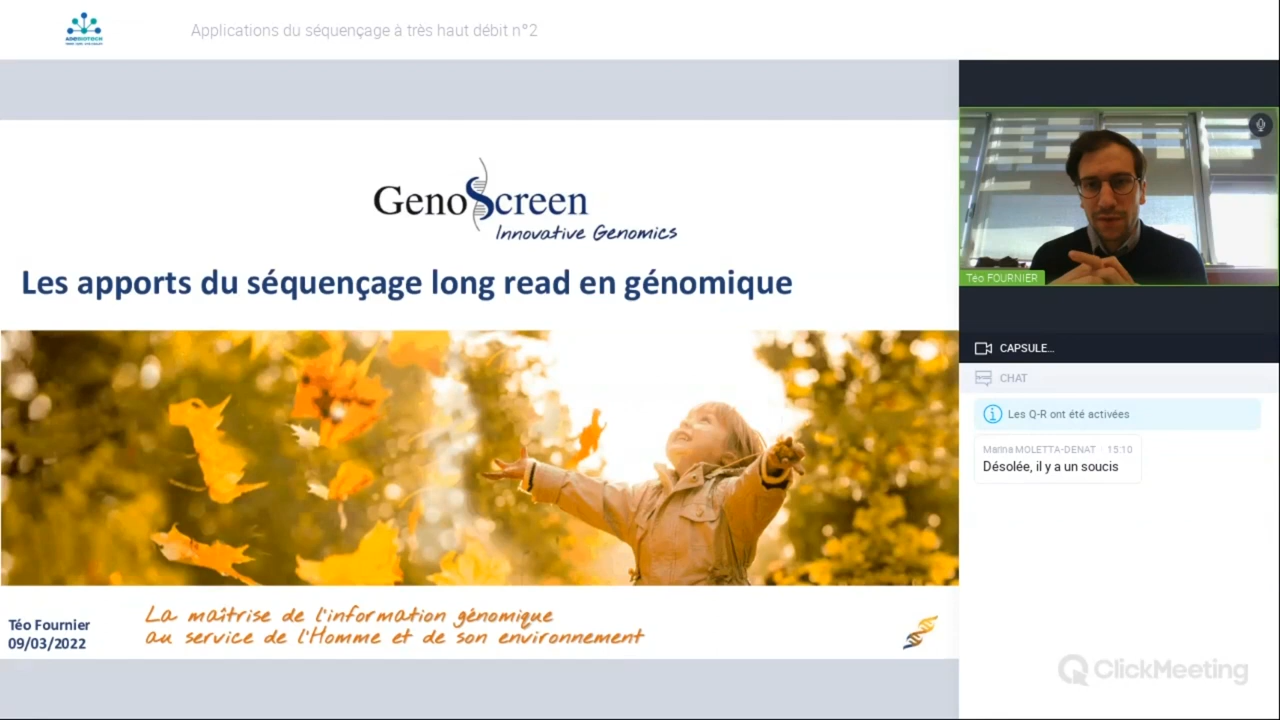 ADEBIOTECH
Applications du séquençage à très haut débit n°2
GenoScreen
Innovative Genomics
Les apports du séquençage long read en génomique
La maîtrise de l'information génomique
au service de l'Homme et de son environnement
Téo Fournier
09/03/2022
Téo FOURNIER
CAPSULE...
CHAT
Les Q-R ont été activées
Marina MOLETTA-DENAT · 15:10
Désolée, il y a un soucis
ClickMeeting